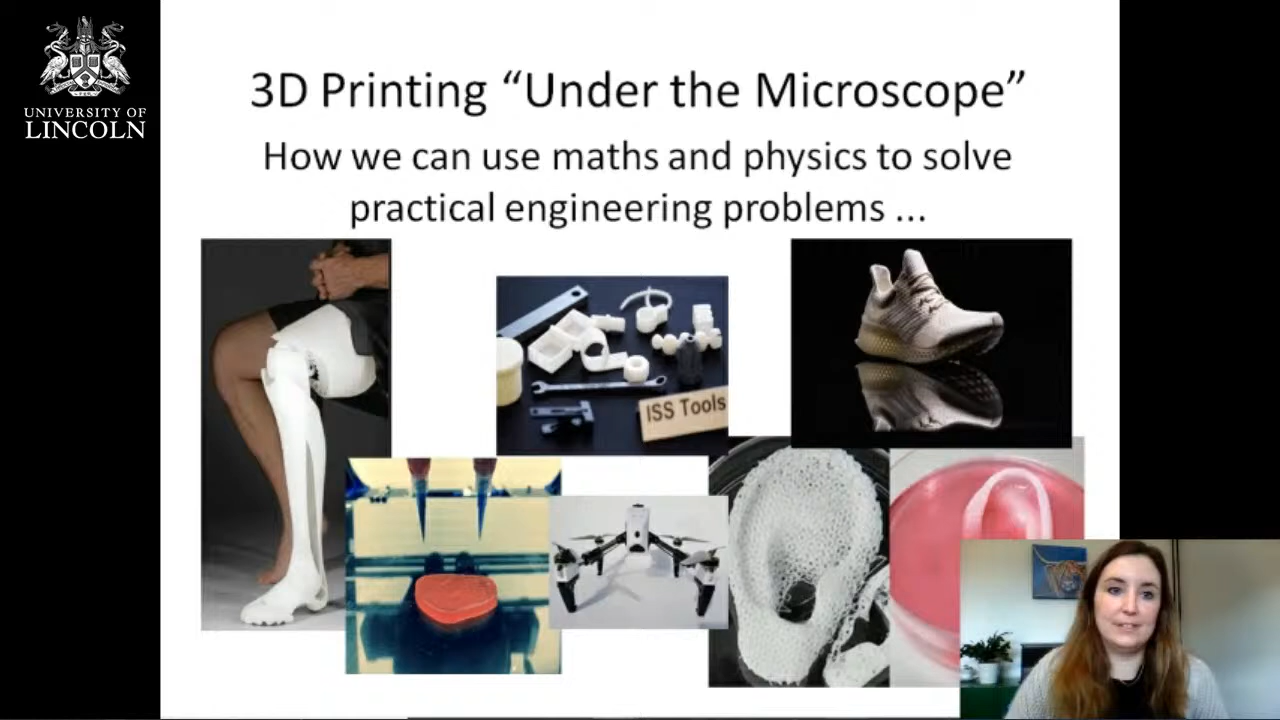 UNIVERSITY OF
LINCOLN
3D Printing “Under the Microscope”
How we can use maths and physics to solve
practical engineering problems ...
ISS Tools